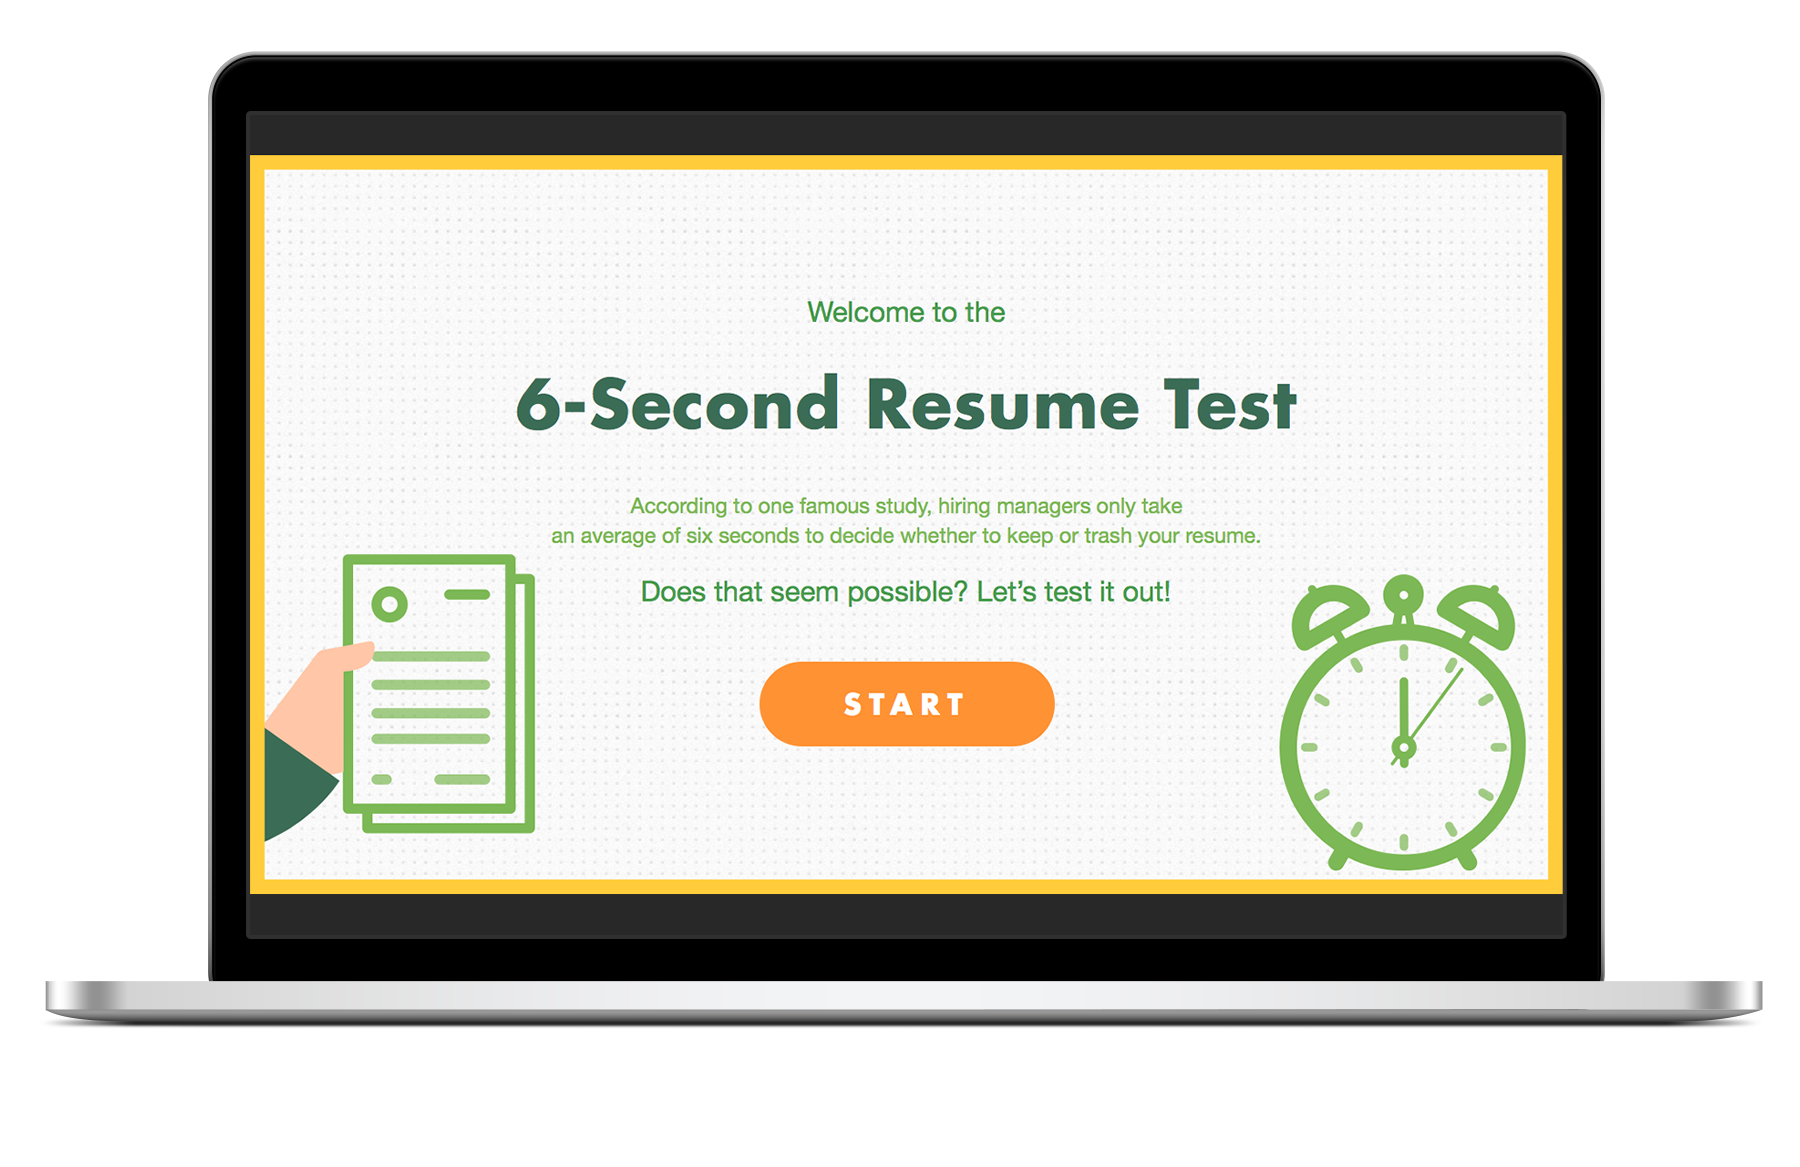 Welcome to the
6-Second Resume Test
According to one famous study, hiring managers only take
an average of six seconds to decide whether to keep or trash your resume.
Does that seem possible? Let’s test it out!
START